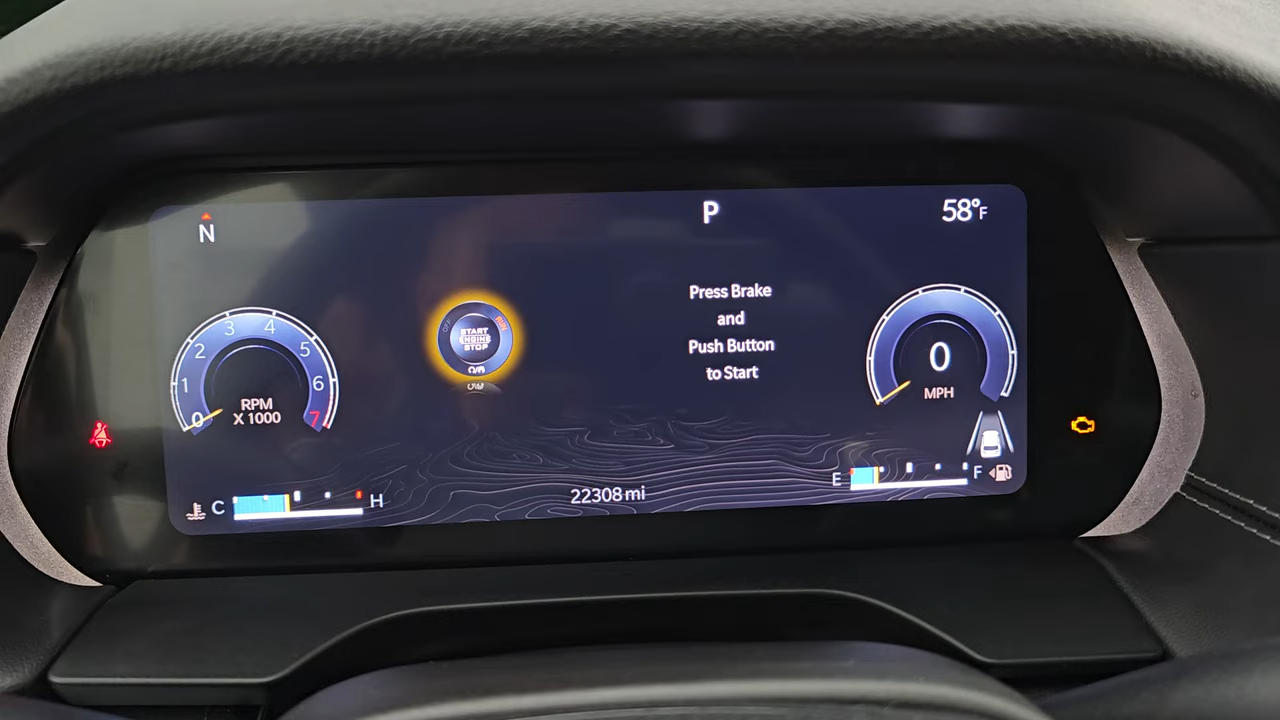 N
P
58°F
Press Brake
and
Push Button
to Start
OFF
RUN
START
ENGINE
STOP
0
1
2
3
4
5
6
7
RPM
X 1000
0
MPH
C
H
22308 mi
E
F